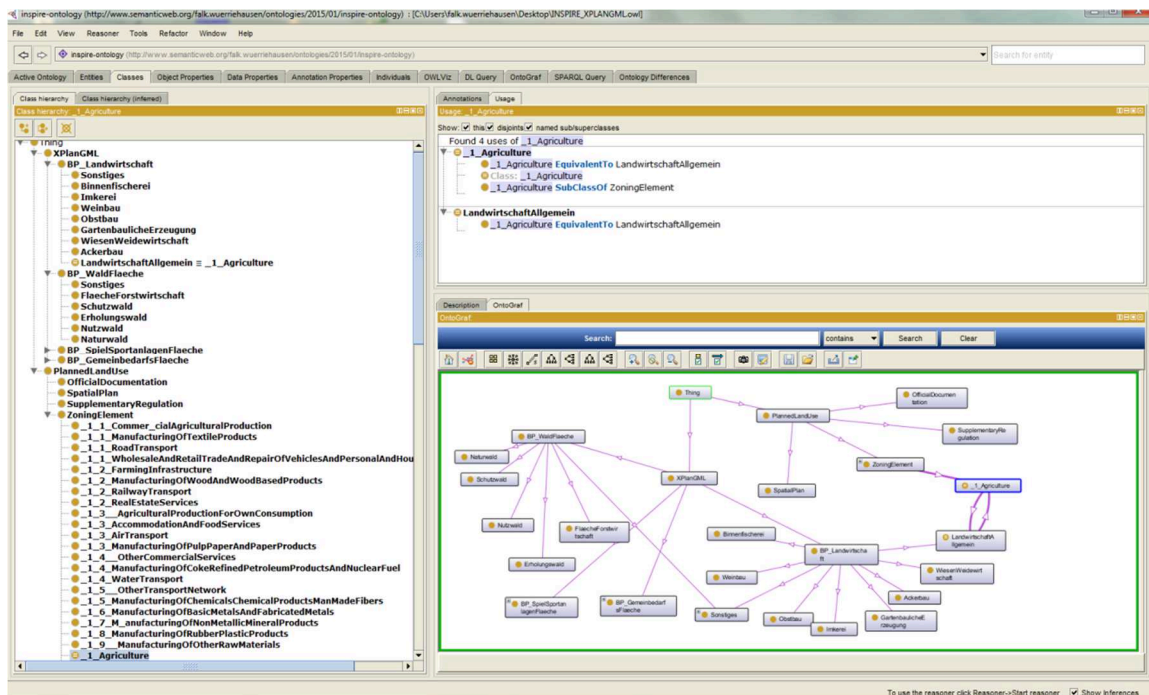 inspire-ontology (http://www.semanticweb.org/falk.wuerriehausen/ontologies/2015/01/inspire-ontology) : [C:\Users\falk.wuerriehausen\Desktop\INSPIRE_XPLANGML.owl]
File Edit View Reasoner Tools Refactor Window Help
inspire-ontology (http://www.semanticweb.org/falk.wuerriehausen/ontologies/2015/01/inspire-ontology)
Search for entity
Active Ontology Entities Classes Object Properties Data Properties Annotation Properties Individuals OWLViz DL Query OntoGraf SPARQL Query Ontology Differences
Class hierarchy Class hierarchy (inferred)
Class hierarchy: _1_Agriculture
Thing
XPlanGML
BP_Landwirtschaft
Sonstiges
Binnenfischerei
Imkerei
Weinbau
Obstbau
GartenbaulicheErzeugung
WiesenWeidewirtschaft
Ackerbau
LandwirtschaftAllgemein ≡ _1_Agriculture
BP_WaldFlaeche
Sonstiges
FlaecheForstwirtschaft
Schutzwald
Erholungswald
Nutzwald
Naturwald
BP_SpielSportanlagenFlaeche
BP_GemeinbedarfsFlaeche
PlannedLandUse
OfficialDocumentation
SpatialPlan
SupplementaryRegulation
ZoningElement
_1_1_Commer_cialAgriculturalProduction
_1_1_ManufacturingOfTextileProducts
_1_1_RoadTransport
_1_1_WholesaleAndRetailTradeAndRepairOfVehiclesAndPersonalAndHou
_1_2_FarmingInfrastructure
_1_2_ManufacturingOfWoodAndWoodBasedProducts
_1_2_RailwayTransport
_1_2_RealEstateServices
_1_3__AgriculturalProductionForOwnConsumption
_1_3_AccommodationAndFoodServices
_1_3_AirTransport
_1_3_ManufacturingOfPulpPaperAndPaperProducts
_1_4__OtherCommercialServices
_1_4_ManufacturingOfCokeRefinedPetroleumProductsAndNuclearFuel
_1_4_WaterTransport
_1_5__OtherTransportNetwork
_1_5_ManufacturingOfChemicalsChemicalProductsManMadeFibers
_1_6_ManufacturingOfBasicMetalsAndFabricatedMetals
_1_7_M_anufacturingOfNonMetallicMineralProducts
_1_8_ManufacturingOfRubberPlasticProducts
_1_9__ManufacturingOfOtherRawMaterials
_1_Agriculture
Annotations Usage
Usage: _1_Agriculture
Show: this disjoints named sub/superclasses
Found 4 uses of _1_Agriculture
_1_Agriculture
_1_Agriculture EquivalentTo LandwirtschaftAllgemein
Class: _1_Agriculture
_1_Agriculture SubClassOf ZoningElement
LandwirtschaftAllgemein
_1_Agriculture EquivalentTo LandwirtschaftAllgemein
Description OntoGraf
OntoGraf
Search: contains Search Clear
Thing
OfficialDocumen
tation
PlannedLandUse
SupplementaryRe
gulation
BP_WaldFlaeche
Naturwald
ZoningElement
Schutzwald
XPlanGML
_1_Agriculture
SpatialPlan
Nutzwald
FlaecheForstwir
tschaft
Binnenfischerei
LandwirtschaftA
llgemein
BP_Landwirtscha
ft
Erholungswald
Weinbau
WiesenWeidewirt
schaft
Ackerbau
BP_SpielSportan
lagenFlaeche
BP_Gemeinbedarf
sFlaeche
Sonstiges
Obstbau
Imkerei
GartenbaulicheE
rzeugung
To use the reasoner click Reasoner->Start reasoner Show Inferences